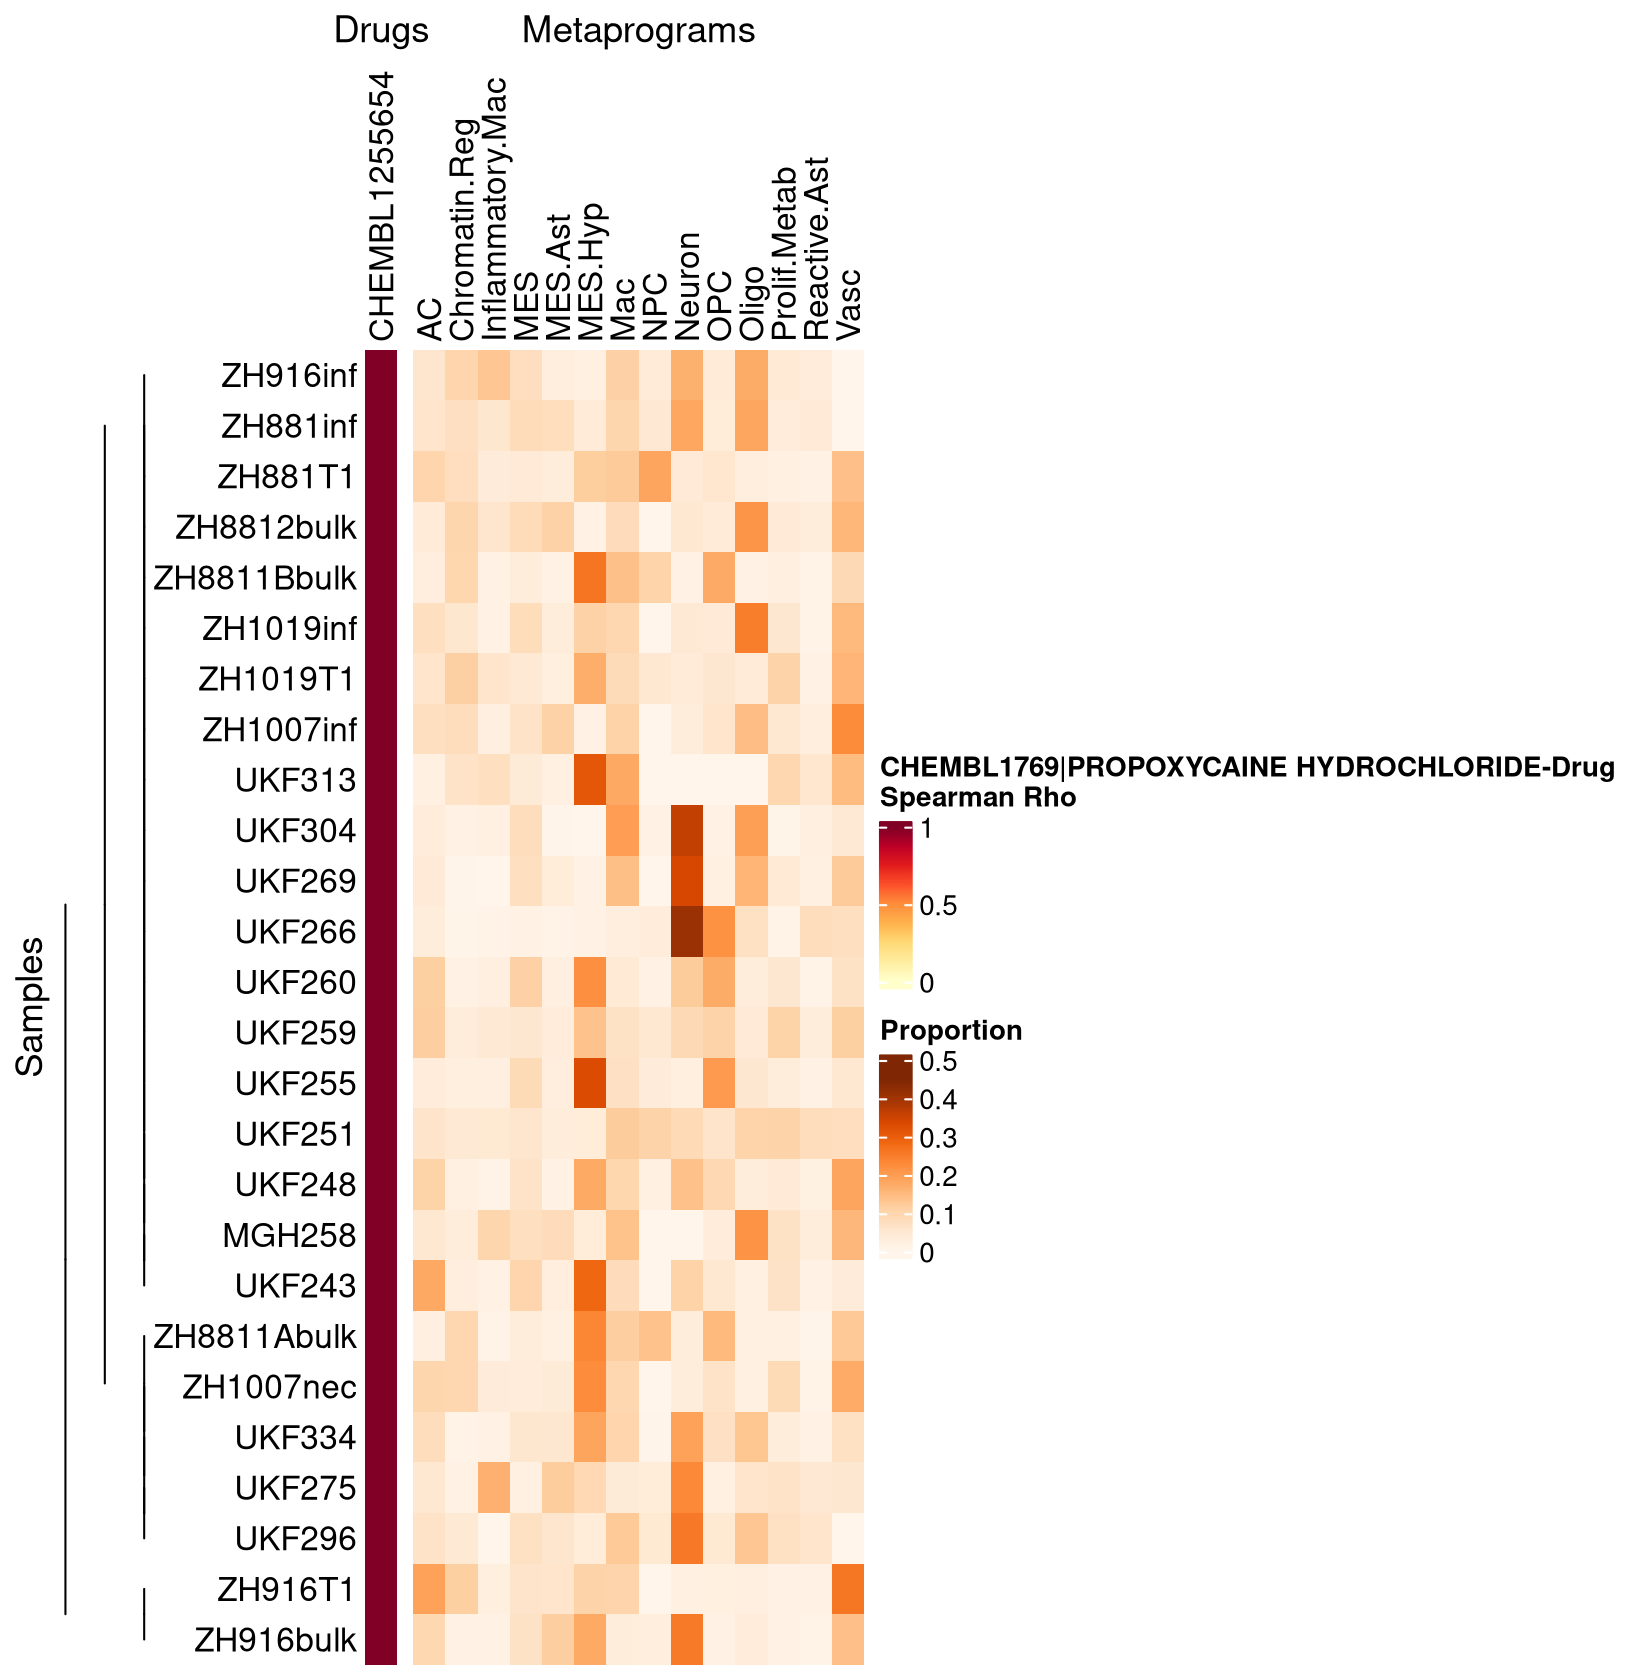 Drugs Metaprograms
CHEMBL1255654
AC
Chromatin.Reg
Inflammatory.Mac
MES
MES.Ast
MES.Hyp
Mac
NPC
Neuron
OPC
Oligo
Prolif.Metab
Reactive.Ast
Vasc
Samples
ZH916inf
ZH881inf
ZH881T1
ZH8812bulk
ZH8811Bbulk
ZH1019inf
ZH1019T1
ZH1007inf
UKF313
UKF304
UKF269
UKF266
UKF260
UKF259
UKF255
UKF251
UKF248
MGH258
UKF243
ZH8811Abulk
ZH1007nec
UKF334
UKF275
UKF296
ZH916T1
ZH916bulk
CHEMBL1769|PROPOXYCAINE HYDROCHLORIDE-Drug
Spearman Rho
1
0.5
0
Proportion
0.5
0.4
0.3
0.2
0.1
0